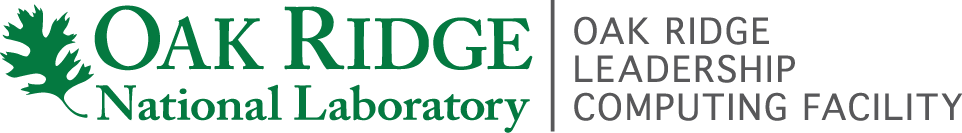 OAK RIDGE
National Laboratory
OAK RIDGE
LEADERSHIP
COMPUTING FACILITY